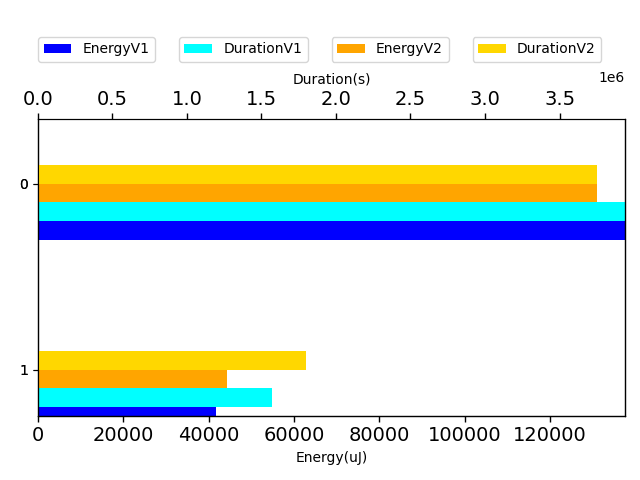 EnergyV1 DurationV1 EnergyV2 DurationV2
Duration(s)
1e6
0.0 0.5 1.0 1.5 2.0 2.5 3.0 3.5
0
1
0 20000 40000 60000 80000 100000 120000
Energy(uJ)